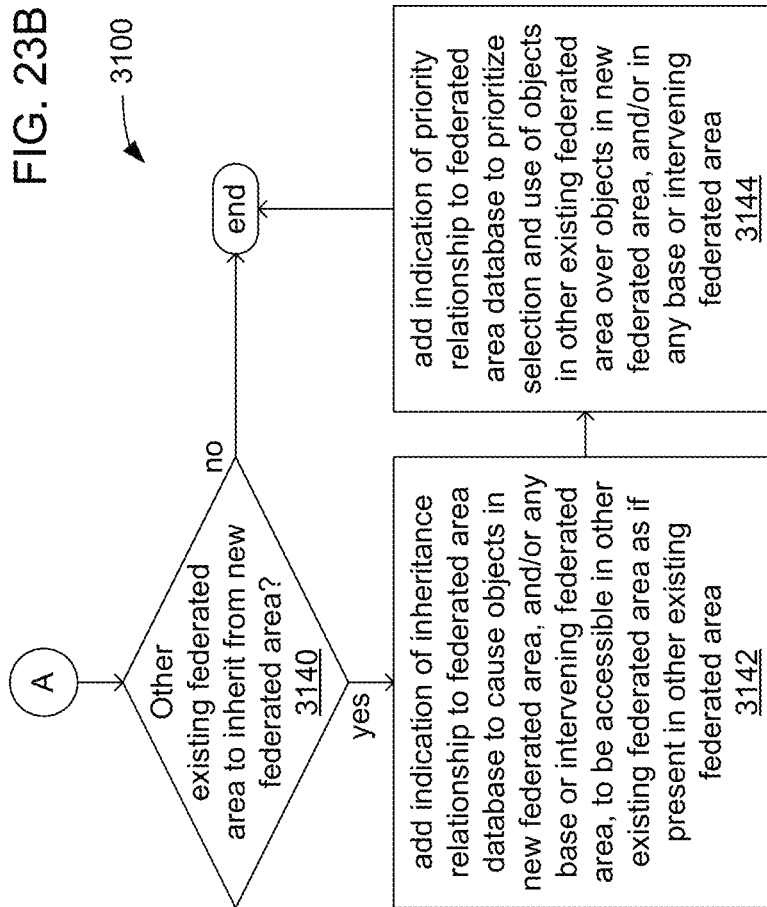 FIG. 23B
3100
A
Other
existing federated
area to inherit from new
federated area?
3140
no
yes
end
add indication of inheritance
relationship to federated area
database to cause objects in
new federated area, and/or any
base or intervening federated
area, to be accessible in other
existing federated area as if
present in other existing
federated area
3142
add indication of priority
relationship to federated
area database to prioritize
selection and use of objects
in other existing federated
area over objects in new
federated area, and/or in
any base or intervening
federated area
3144